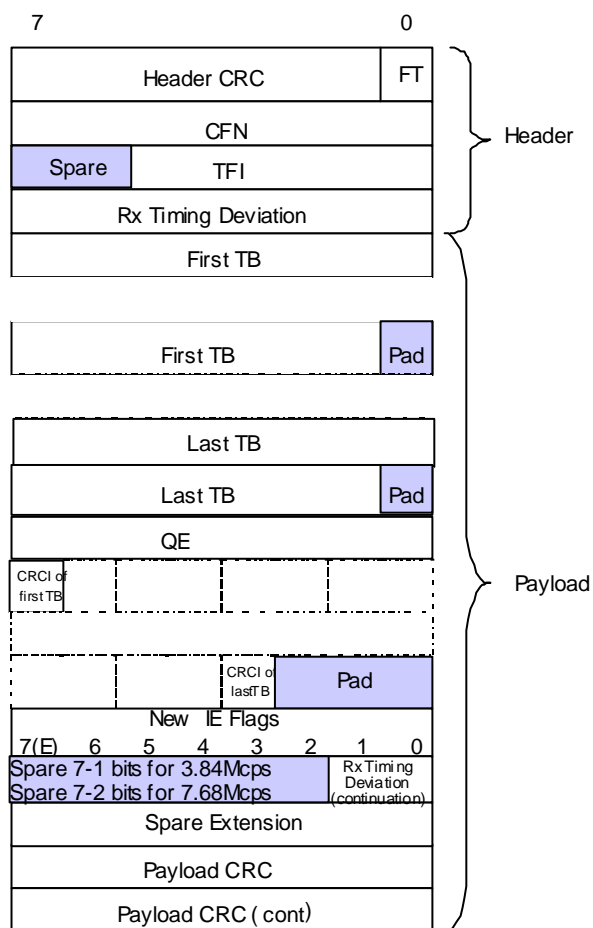 7 0
Header CRC FT
CFN
Header
Spare TFI
Rx Timing Deviation
First TB
First TB Pad
Last TB
Last TB Pad
QE
CRCI of
first TB
Payload
CRCI of
lastTB
Pad
New IE Flags
7(E) 6 5 4 3 2 1 0
Spare 7-1 bits for 3.84Mcps
Spare 7-2 bits for 7.68Mcps
Rx Timing
Deviation
(continuation)
Spare Extension
Payload CRC
Payload CRC ( cont)